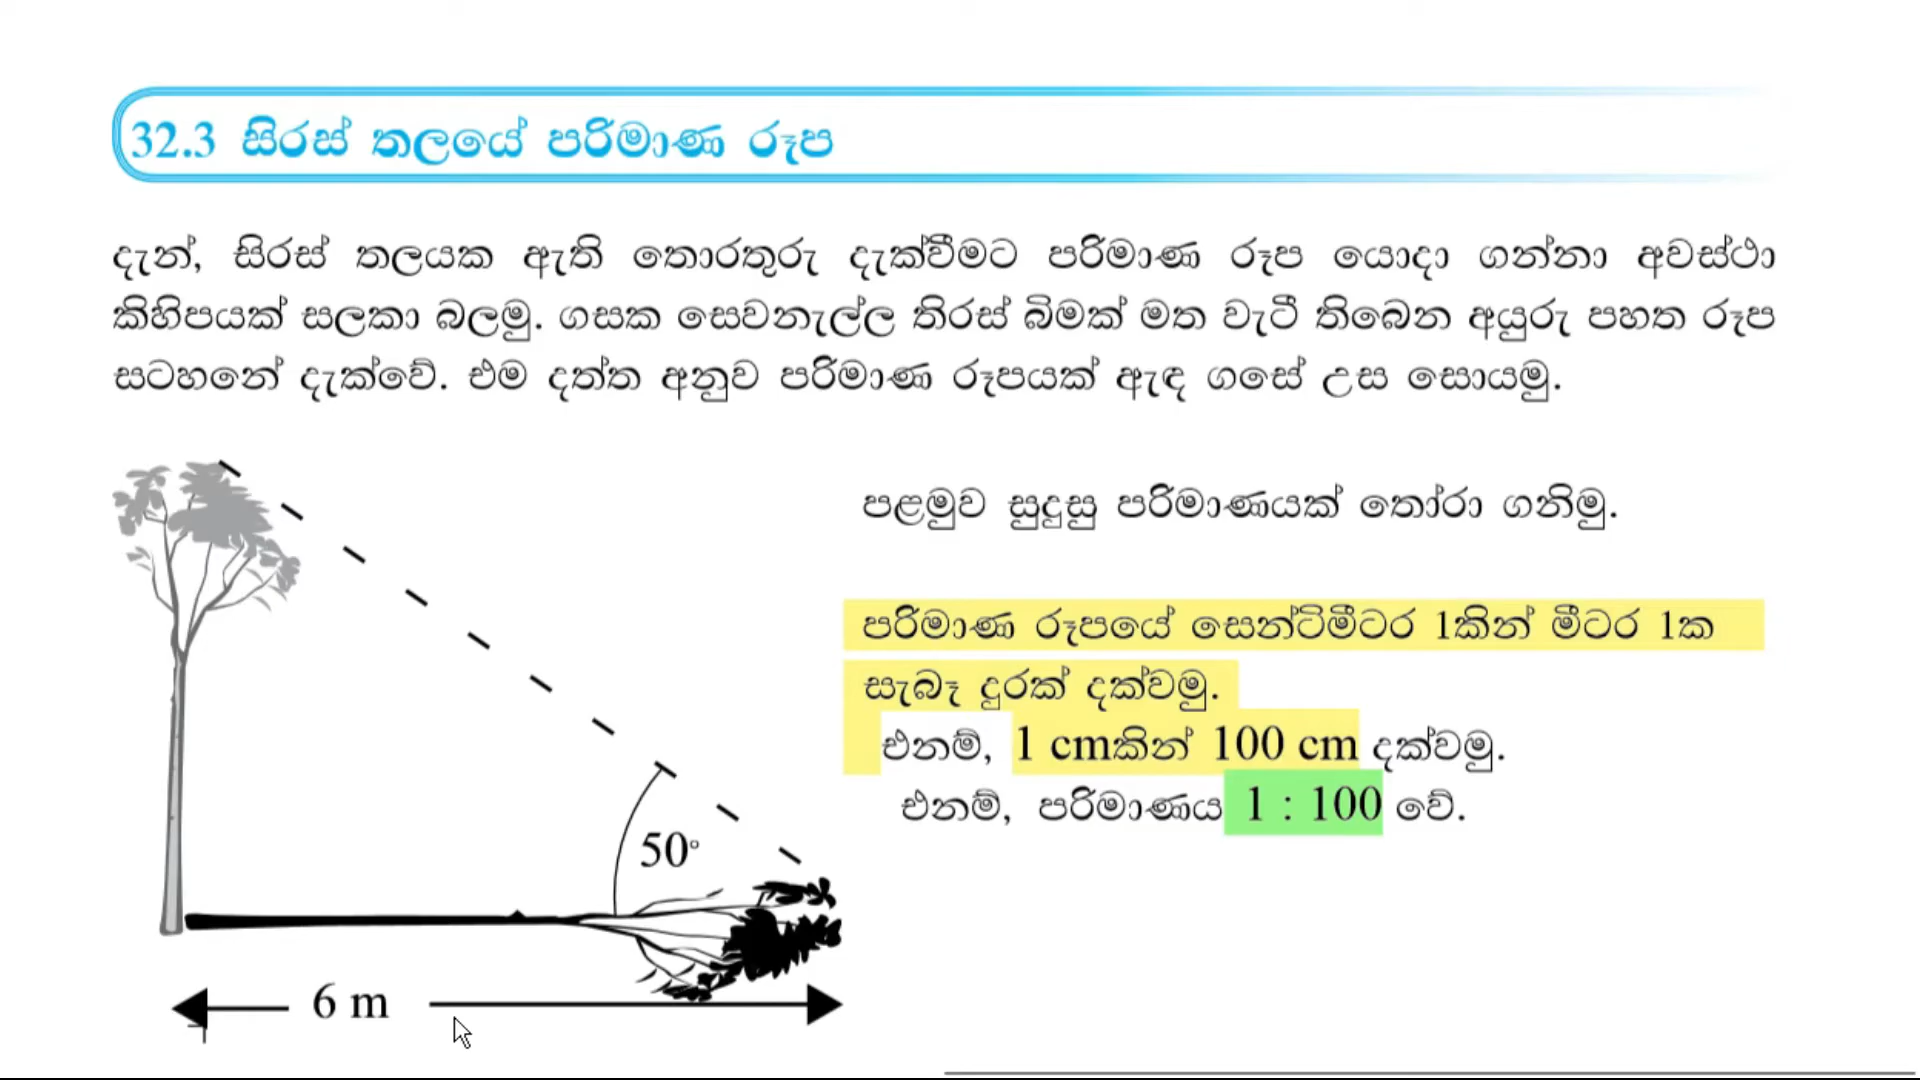 32.3 සිරස් තලයේ පරිමාණ රූප
දැන්, සිරස් තලයක ඇති තොරතුරු දැක්වීමට පරිමාණ රූප යොදා ගන්නා අවස්ථා
කිහිපයක් සලකා බලමු. ගසක සෙවනැල්ල තිරස් බිමක් මත වැටී තිබෙන අයුරු පහත රූප
සටහනේ දැක්වේ. එම දත්ත අනුව පරිමාණ රූපයක් ඇඳ ගසේ උස සොයමු.
පළමුව සුදුසු පරිමාණයක් තෝරා ගනිමු.
පරිමාණ රූපයේ සෙන්ටිමීටර 1කින් මීටර 1ක
සැබෑ දුරක් දක්වමු.
එනම්, 1 cmකින් 100 cm දක්වමු.
එනම්, පරිමාණය 1 : 100 වේ.
50°
6 m